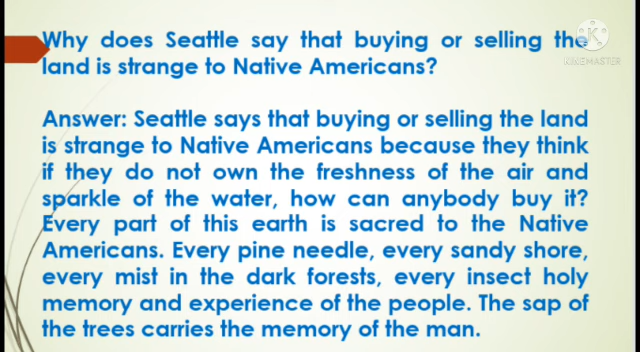 Why does Seattle say that buying or selling the
land is strange to Native Americans?
KINEMASTER
Answer: Seattle says that buying or selling the land
is strange to Native Americans because they think
if they do not own the freshness of the air and
sparkle of the water, how can anybody buy it?
Every part of this earth is sacred to the Native
Americans. Every pine needle, every sandy shore,
every mist in the dark forests, every insect holy
memory and experience of the people. The sap of
the trees carries the memory of the man.